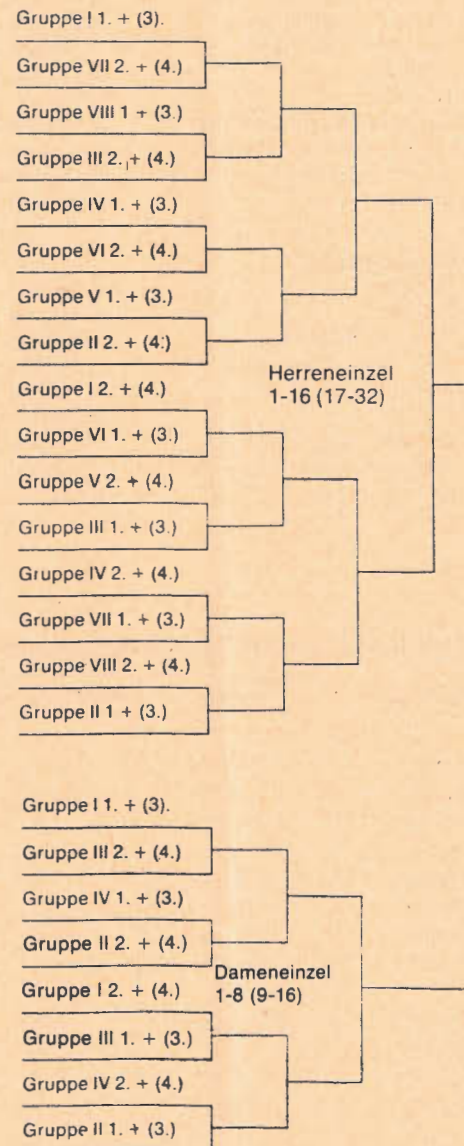 Gruppe I 1. + (3).
Gruppe VII 2. + (4.)
Gruppe VIII 1 + (3.)
Gruppe III 2. + (4.)
Gruppe IV 1. + (3.)
Gruppe VI 2. + (4.)
Gruppe V 1. + (3.)
Gruppe II 2. + (4.)
Herreneinzel
1-16 (17-32)
Gruppe I 2. + (4.)
Gruppe VI 1. + (3.)
Gruppe V 2. + (4.)
Gruppe III 1. + (3.)
Gruppe IV 2. + (4.)
Gruppe VII 1. + (3.)
Gruppe VIII 2. + (4.)
Gruppe II 1 + (3.)
Gruppe I 1. + (3).
Gruppe III 2. + (4.)
Gruppe IV 1. + (3.)
Gruppe II 2. + (4.)
Dameneinzel
1-8 (9-16)
Gruppe I 2. + (4.)
Gruppe III 1. + (3.)
Gruppe IV 2. + (4.)
Gruppe II 1. + (3.)